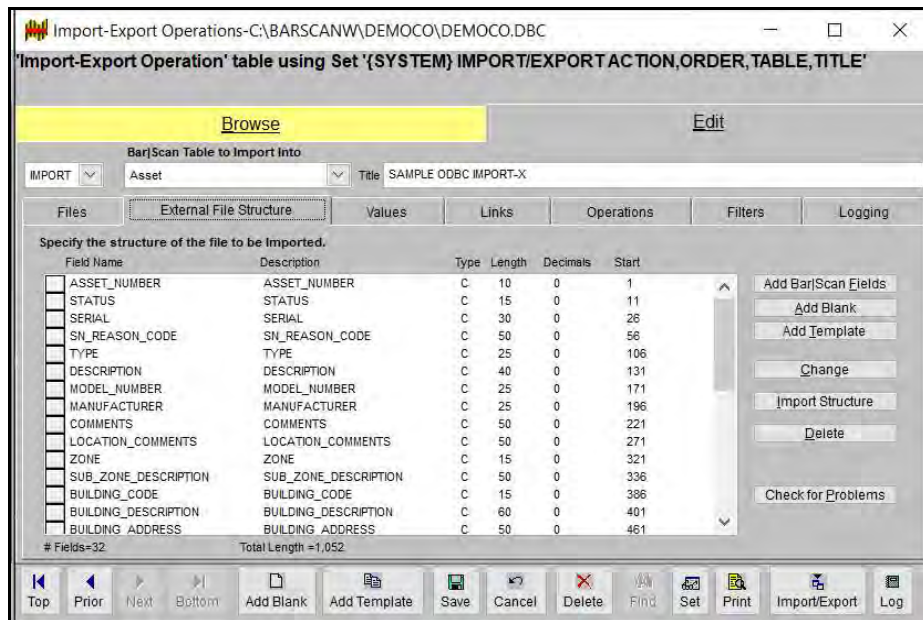 Import-Export Operations-C:\BARSCANW\DEMOCO\DEMOCO.DBC
'Import-Export Operation' table using Set '{SYSTEM} IMPORT/EXPORT ACTION,ORDER,TABLE,TITLE'
Browse Edit
Bar|Scan Table to Import Into
IMPORT Asset Title SAMPLE ODBC IMPORT-X
Files External File Structure Values Links Operations Filters Logging
Specify the structure of the file to be Imported.
Field Name Description Type Length Decimals Start
ASSET_NUMBER ASSET_NUMBER C 10 0 1
STATUS STATUS C 15 0 11
SERIAL SERIAL C 30 0 26
SN_REASON_CODE SN_REASON_CODE C 50 0 56
TYPE TYPE C 25 0 106
DESCRIPTION DESCRIPTION C 40 0 131
MODEL_NUMBER MODEL_NUMBER C 25 0 171
MANUFACTURER MANUFACTURER C 25 0 196
COMMENTS COMMENTS C 50 0 221
LOCATION_COMMENTS LOCATION_COMMENTS C 50 0 271
ZONE ZONE C 15 0 321
SUB_ZONE_DESCRIPTION SUB_ZONE_DESCRIPTION C 50 0 336
BUILDING_CODE BUILDING_CODE C 15 0 386
BUILDING_DESCRIPTION BUILDING_DESCRIPTION C 60 0 401
BUILDING_ADDRESS BUILDING_ADDRESS C 50 0 461
# Fields=32 Total Length =1,052
Add Bar|Scan Fields
Add Blank
Add Template
Change
Import Structure
Delete
Check for Problems
Top Prior Next Bottom Add Blank Add Template Save Cancel Delete Find Set Print Import/Export Log